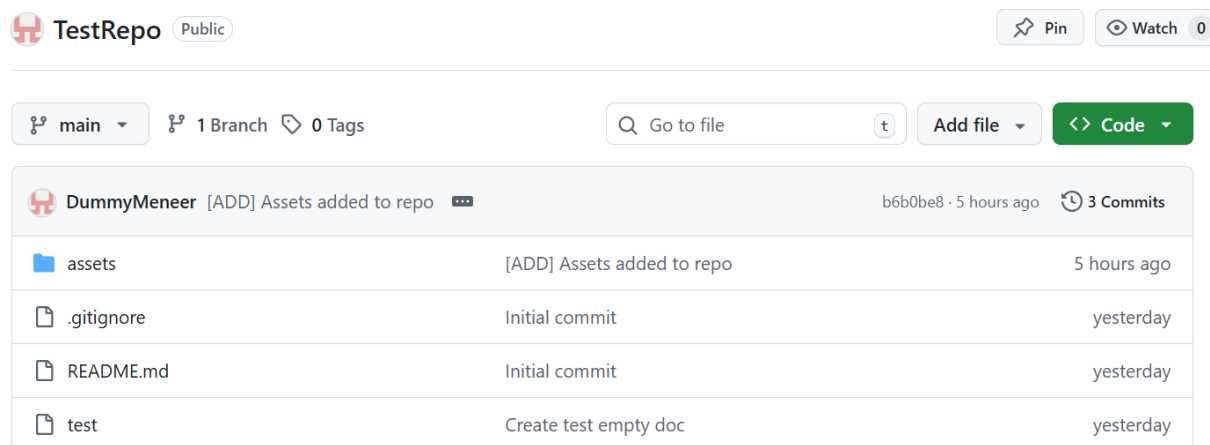 TestRepo Public Pin Watch 0
main 1 Branch 0 Tags Go to file t Add file Code
DummyMeneer [ADD] Assets added to repo b6b0be8 · 5 hours ago 3 Commits
assets [ADD] Assets added to repo 5 hours ago
.gitignore Initial commit yesterday
README.md Initial commit yesterday
test Create test empty doc yesterday